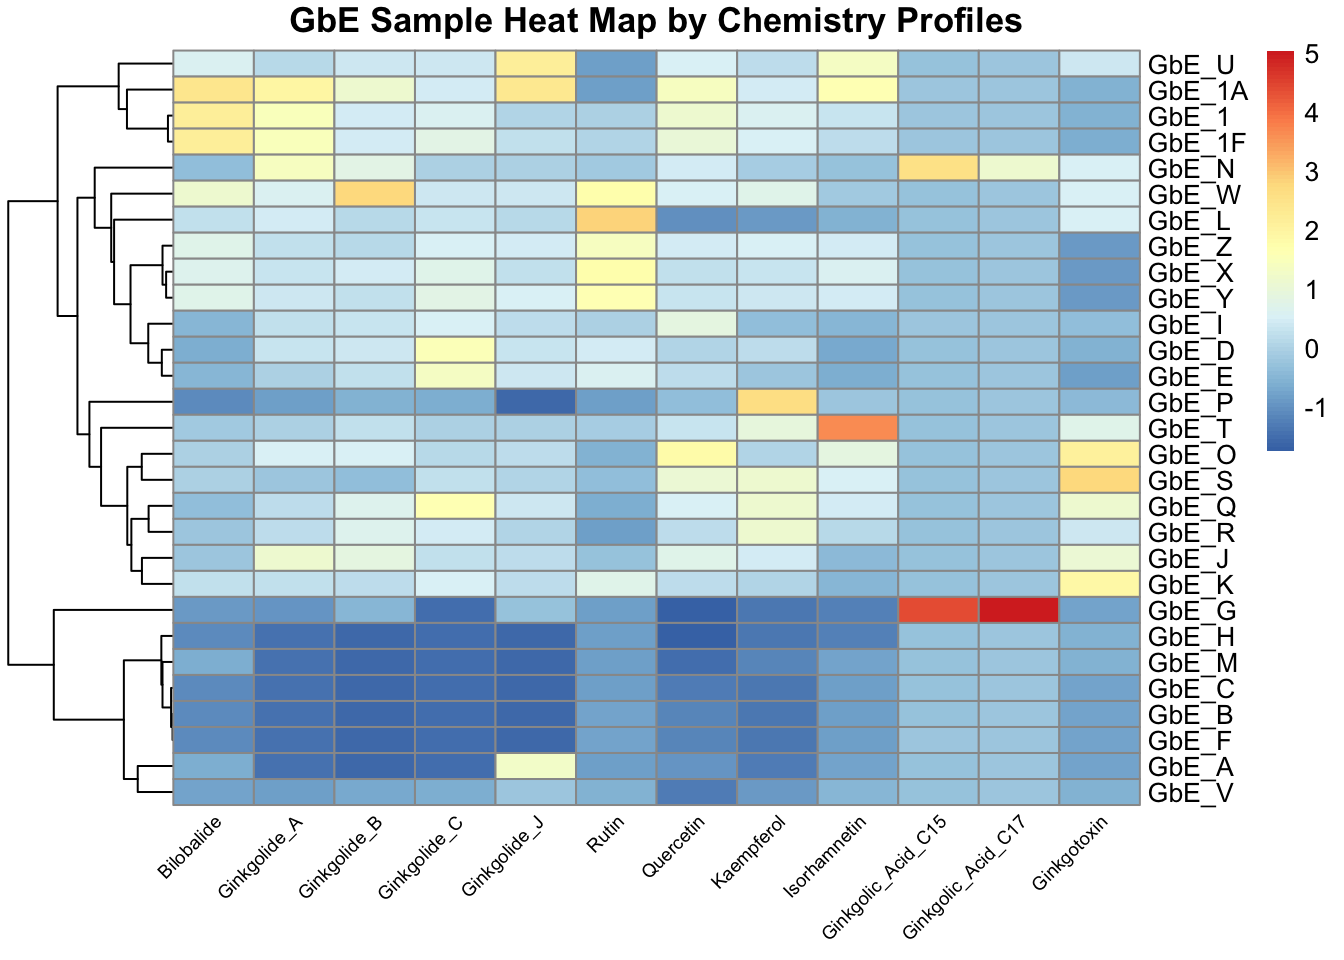 GbE Sample Heat Map by Chemistry Profiles
GbE_U
GbE_1A
GbE_1
GbE_1F
GbE_N
GbE_W
GbE_L
GbE_Z
GbE_X
GbE_Y
GbE_I
GbE_D
GbE_E
GbE_P
GbE_T
GbE_O
GbE_S
GbE_Q
GbE_R
GbE_J
GbE_K
GbE_G
GbE_H
GbE_M
GbE_C
GbE_B
GbE_F
GbE_A
GbE_V
5
4
3
2
1
0
-1
Bilobalide
Ginkgolide_A
Ginkgolide_B
Ginkgolide_C
Ginkgolide_J
Rutin
Quercetin
Kaempferol
Isorhamnetin
Ginkgolic_Acid_C15
Ginkgolic_Acid_C17
Ginkgotoxin